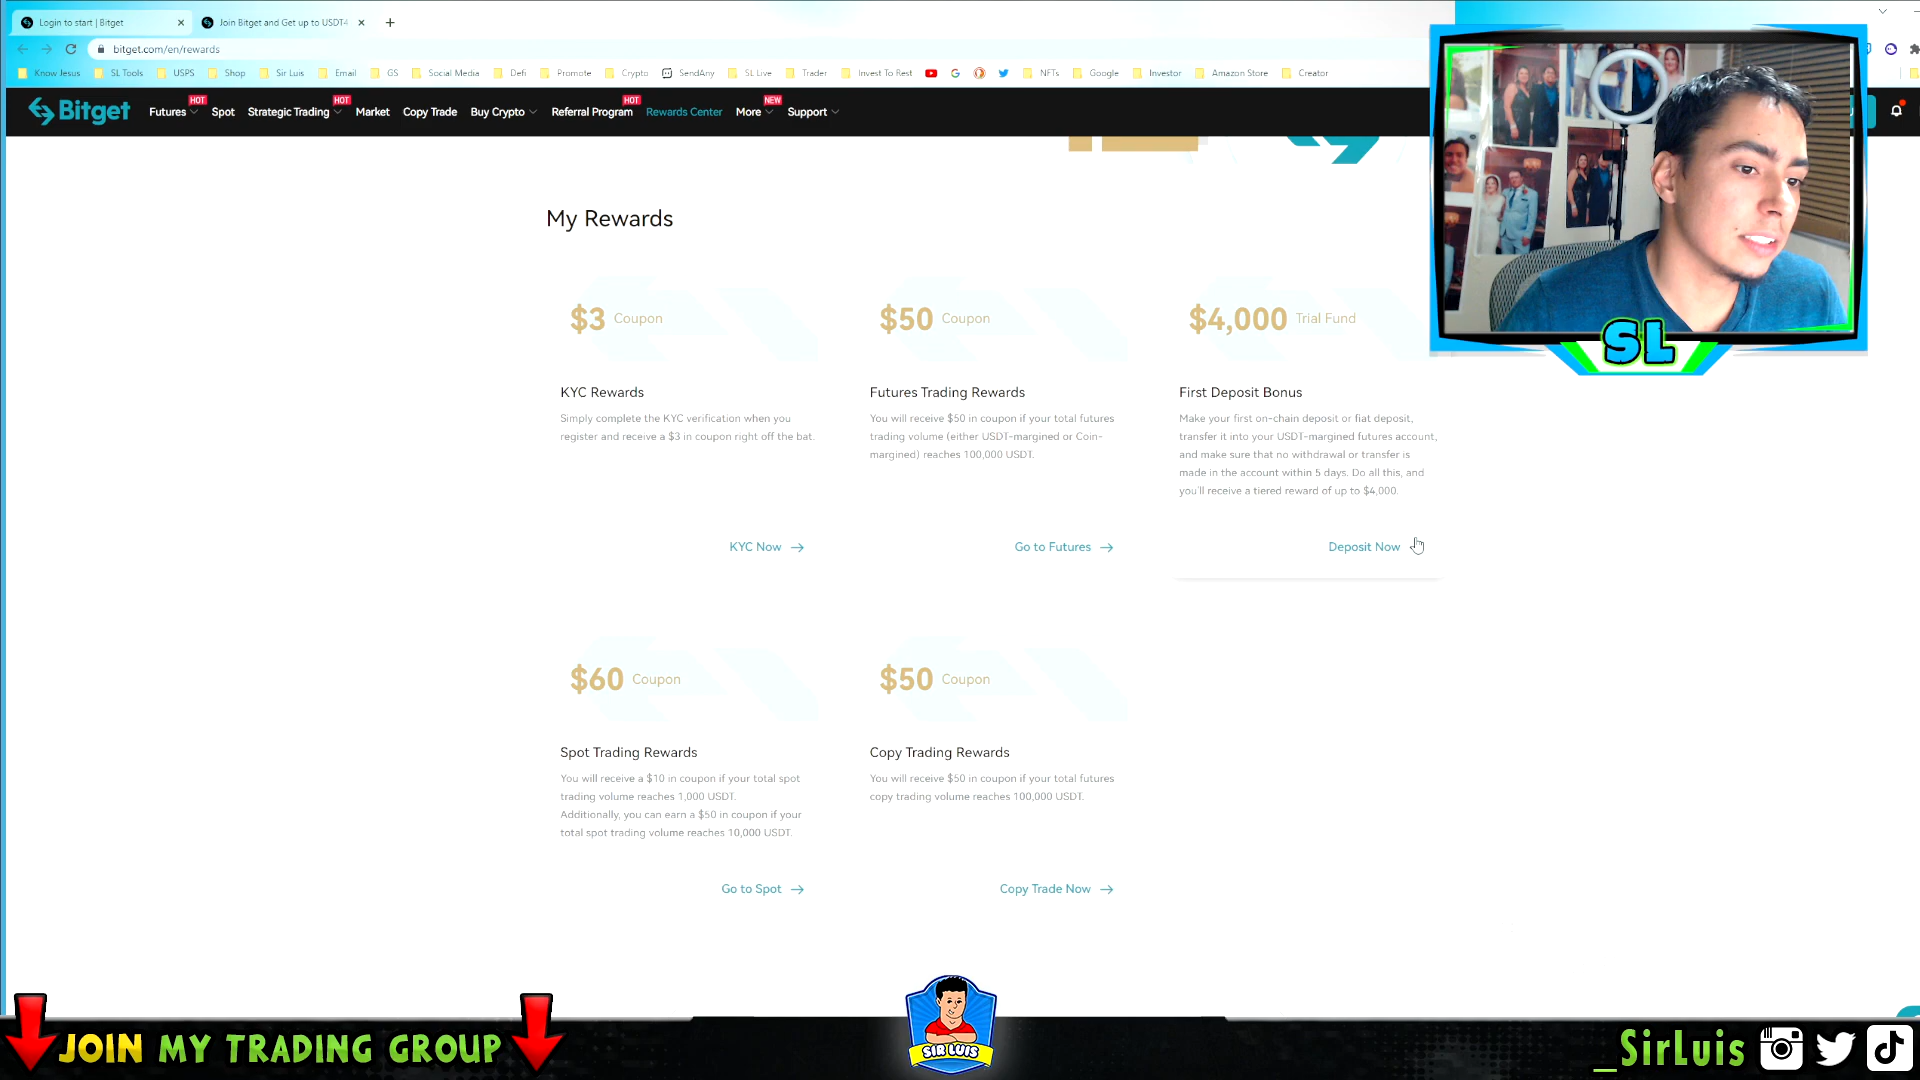 Login to start | Bitget
Join Bitget and Get up to USDT
bitget.com/en/rewards
Know Jesus SL Tools USPS Shop Sir Luis Email GS Social Media Defi Promote Crypto SendAny SL Live Trader Invest To Rest NFTs Google Investor Amazon Store Creator
Bitget Futures HOT Spot Strategic Trading HOT Market Copy Trade Buy Crypto Referral Program HOT Rewards Center More NEW Support
My Rewards
$3 Coupon
KYC Rewards
Simply complete the KYC verification when you
register and receive a $3 in coupon right off the bat.
KYC Now
$50 Coupon
Futures Trading Rewards
You will receive $50 in coupon if your total futures
trading volume (either USDT-margined or Coin-
margined) reaches 100,000 USDT.
Go to Futures
$4,000 Trial Fund
First Deposit Bonus
Make your first on-chain deposit or fiat deposit,
transfer it into your USDT-margined futures account,
and make sure that no withdrawal or transfer is
made in the account within 5 days. Do all this, and
you'll receive a tiered reward of up to $4,000.
Deposit Now
$60 Coupon
Spot Trading Rewards
You will receive a $10 in coupon if your total spot
trading volume reaches 1,000 USDT.
Additionally, you can earn a $50 in coupon if your
total spot trading volume reaches 10,000 USDT.
Go to Spot
$50 Coupon
Copy Trading Rewards
You will receive $50 in coupon if your total futures
copy trading volume reaches 100,000 USDT.
Copy Trade Now
SL
JOIN MY TRADING GROUP
SIR LUIS
_SirLuis